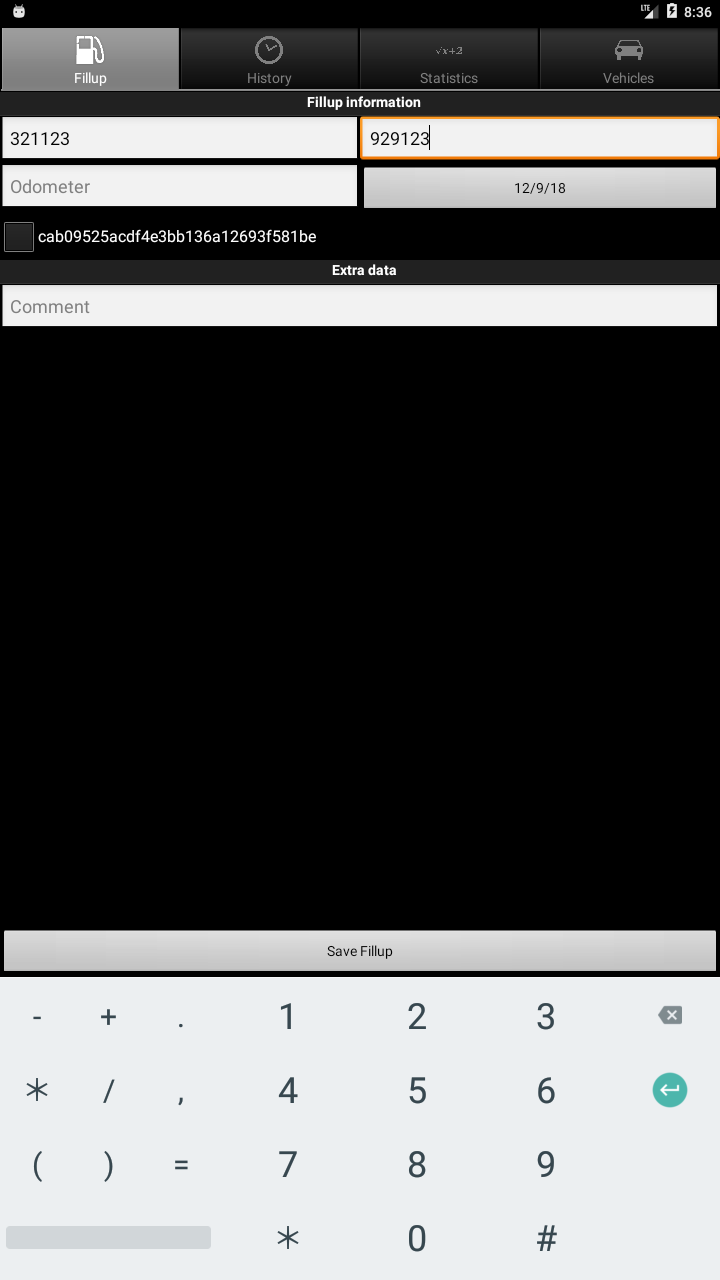 LTE 8:36
Fillup History √x+2 Statistics Vehicles
Fillup information
321123 929123
Odometer 12/9/18
cab09525acdf4e3bb136a12693f581be
Extra data
Comment
Save Fillup
- + . 1 2 3
* / , 4 5 6
( ) = 7 8 9
* 0 #